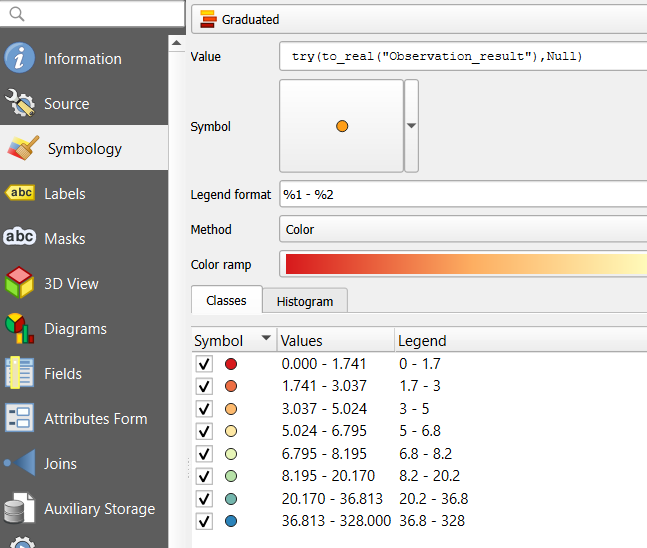 Graduated
Information
Value
try(to_real("Observation_result"),Null)
Source
Symbol
abc
Symbology
abc
Labels
Legend format
%1 - %2
abc
Masks
Method
Color
3D View
Color ramp
Classes
Histogram
Diagrams
Symbol
Values
Legend
0.000 - 1.741
0 - 1.7
Fields
1.741 - 3.037
1.7 - 3
3.037 - 5.024
3 - 5
Attributes Form
5.024 - 6.795
5 - 6.8
6.795 - 8.195
6.8 - 8.2
Joins
8.195 - 20.170
8.2 - 20.2
20.170 - 36.813
20.2 - 36.8
Auxiliary Storage
36.813 - 328.000
36.8 - 328